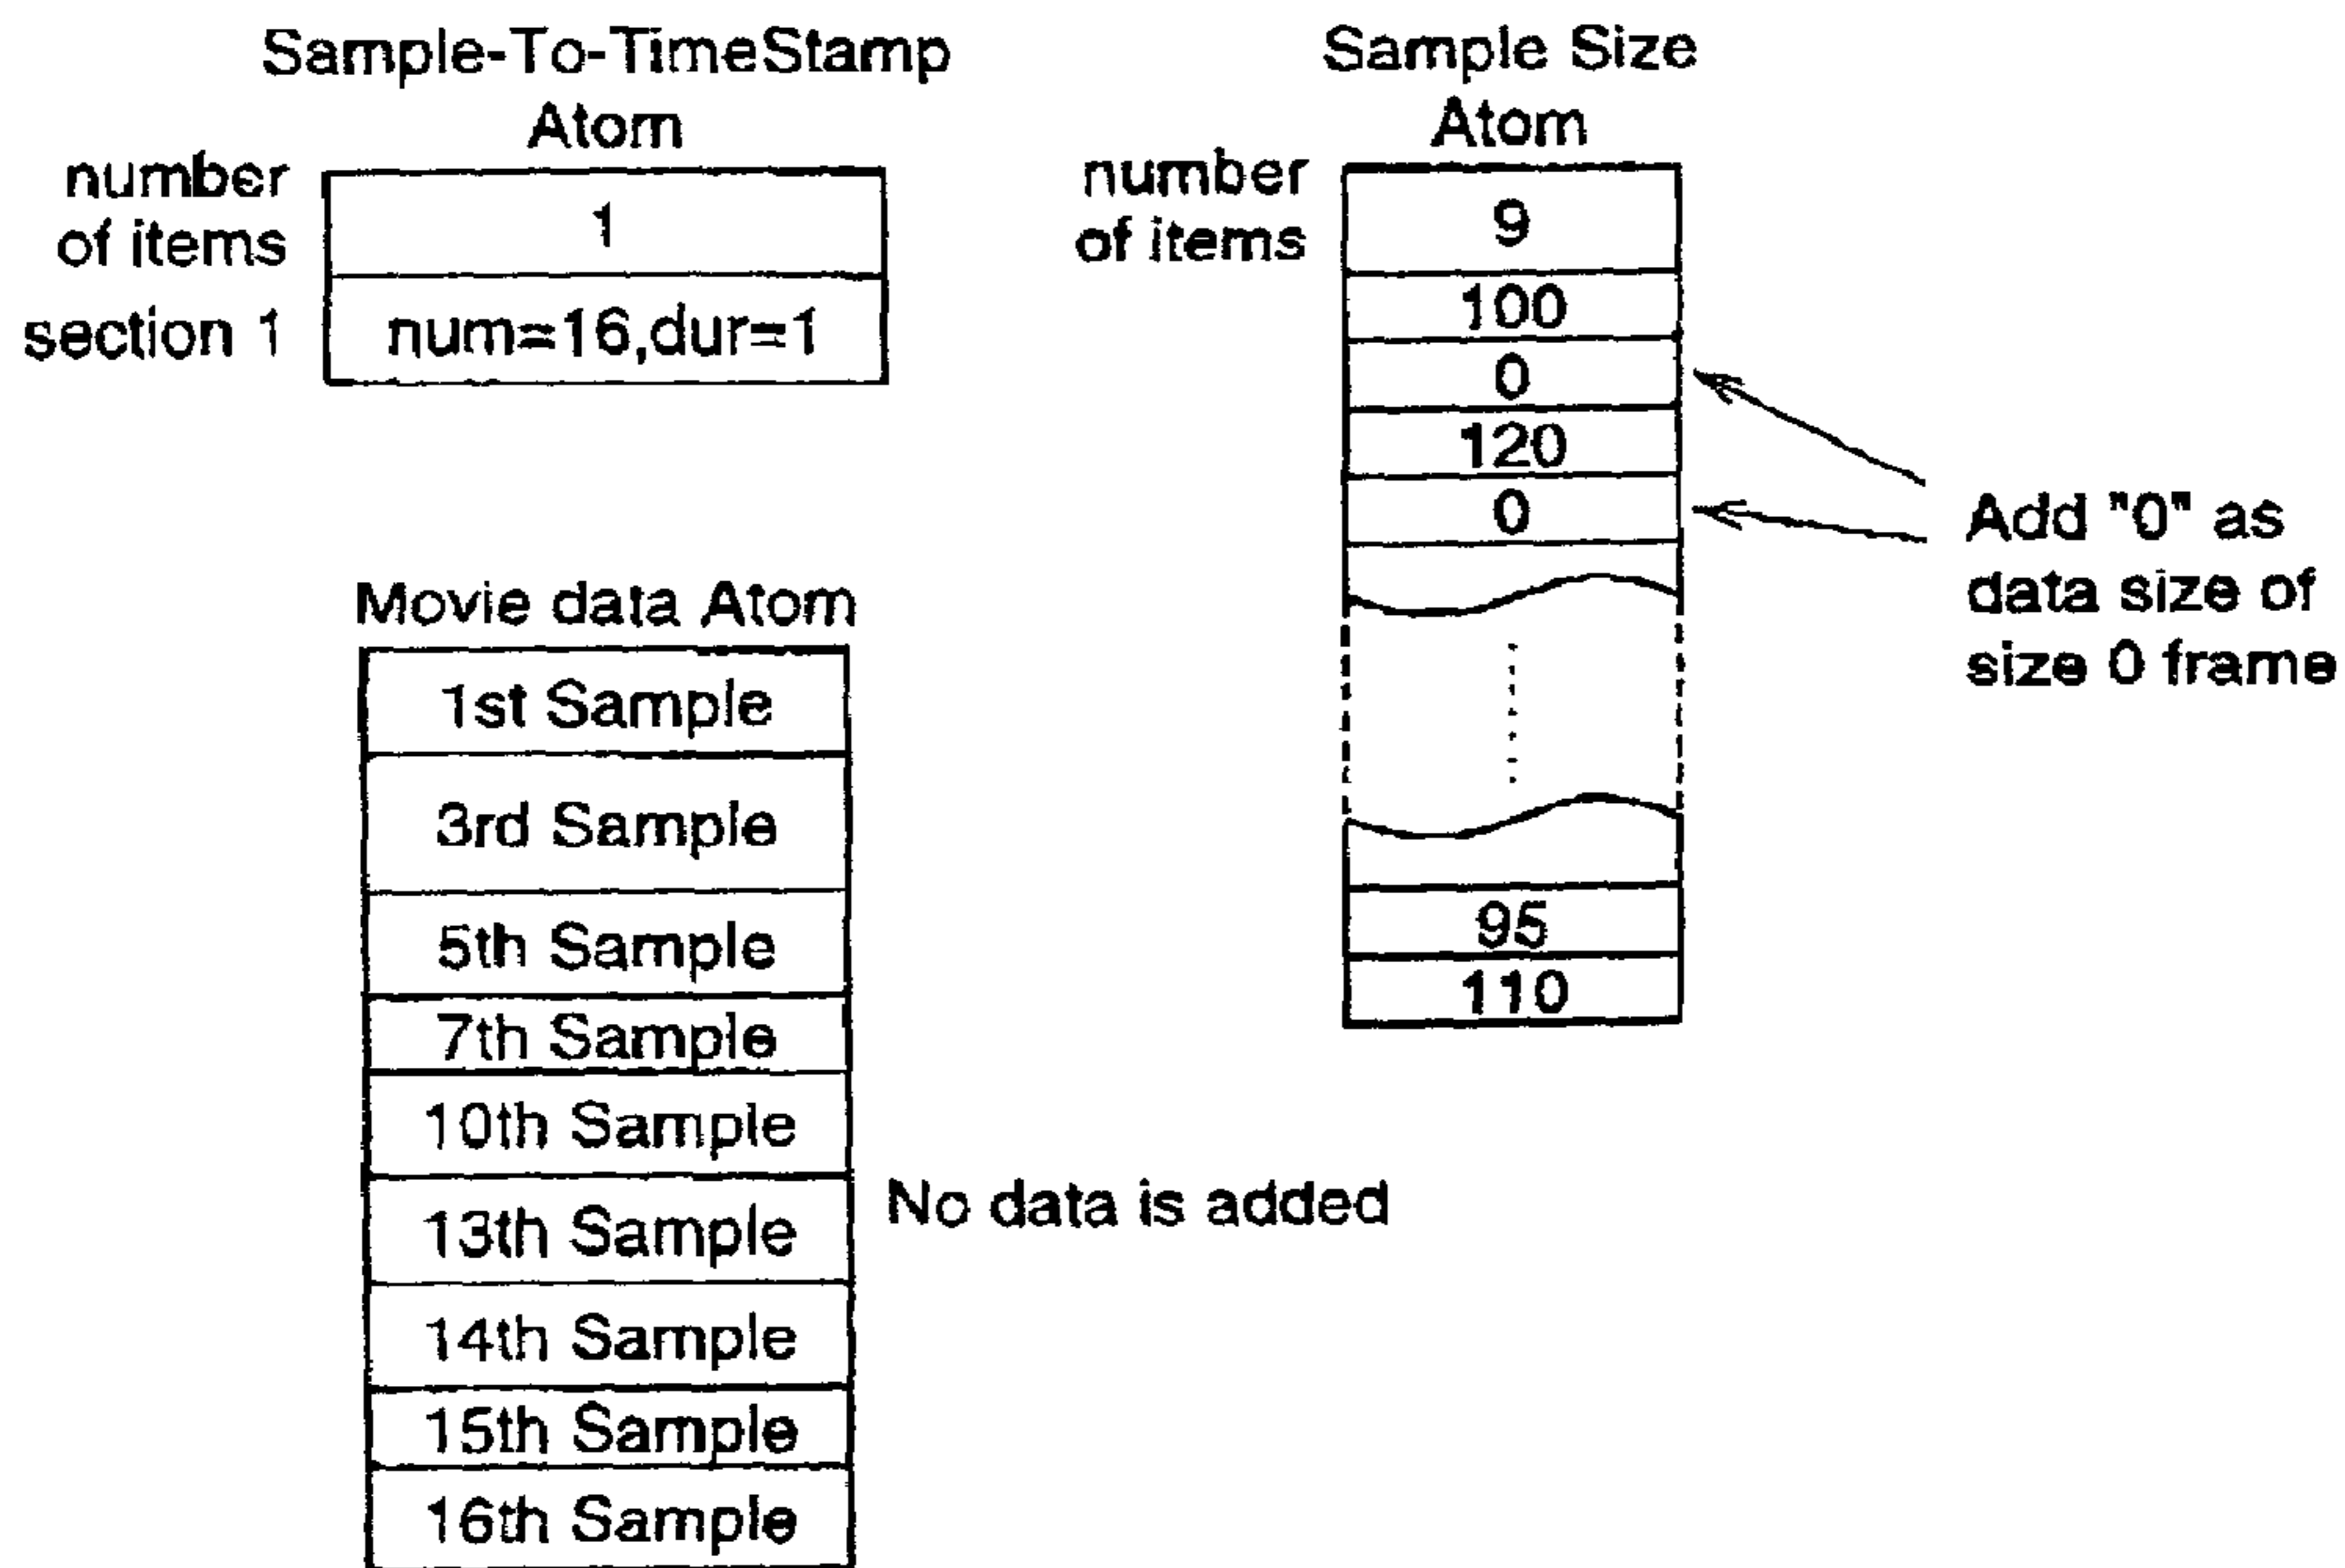 Sample-To-TimeStamp
Atom
number
of items
1
section 1
num=16,dur=1
Sample Size
Atom
number
of items
9
100
0
120
0
95
110
Add "0" as
data size of
size 0 frame
Movie data Atom
1st Sample
3rd Sample
5th Sample
7th Sample
10th Sample
13th Sample
14th Sample
15th Sample
16th Sample
No data is added